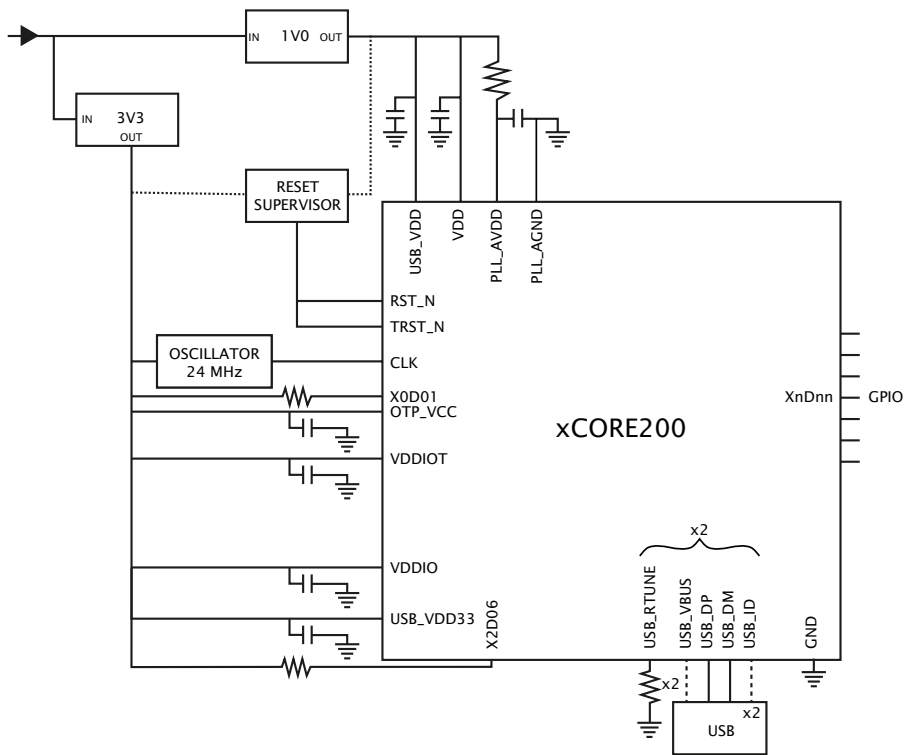 IN 1V0 OUT
IN 3V3
OUT
RESET
SUPERVISOR
USB_VDD
VDD
PLL_AVDD
PLL_AGND
RST_N
TRST_N
OSCILLATOR
24 MHz
CLK
X0D01
OTP_VCC
XnDnn GPIO
xCORE200
VDDIOT
x2
VDDIO
USB_VDD33
X2D06
USB_RTUNE
USB_VBUS
USB_DP
USB_DM
USB_ID
GND
x2
x2
USB